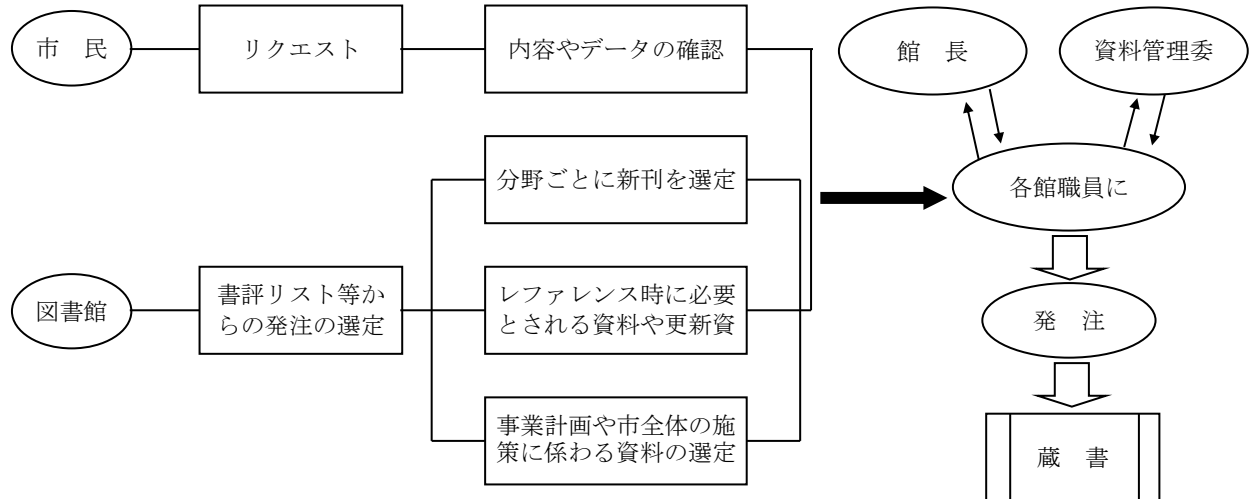 市　民
リクエスト
内容やデータの確認
館　長
資料管理委
分野ごとに新刊を選定
各館職員に
図書館
書評リスト等か
らの発注の選定
レファレンス時に必要
とされる資料や更新資
発　注
事業計画や市全体の施
策に係わる資料の選定
蔵　書